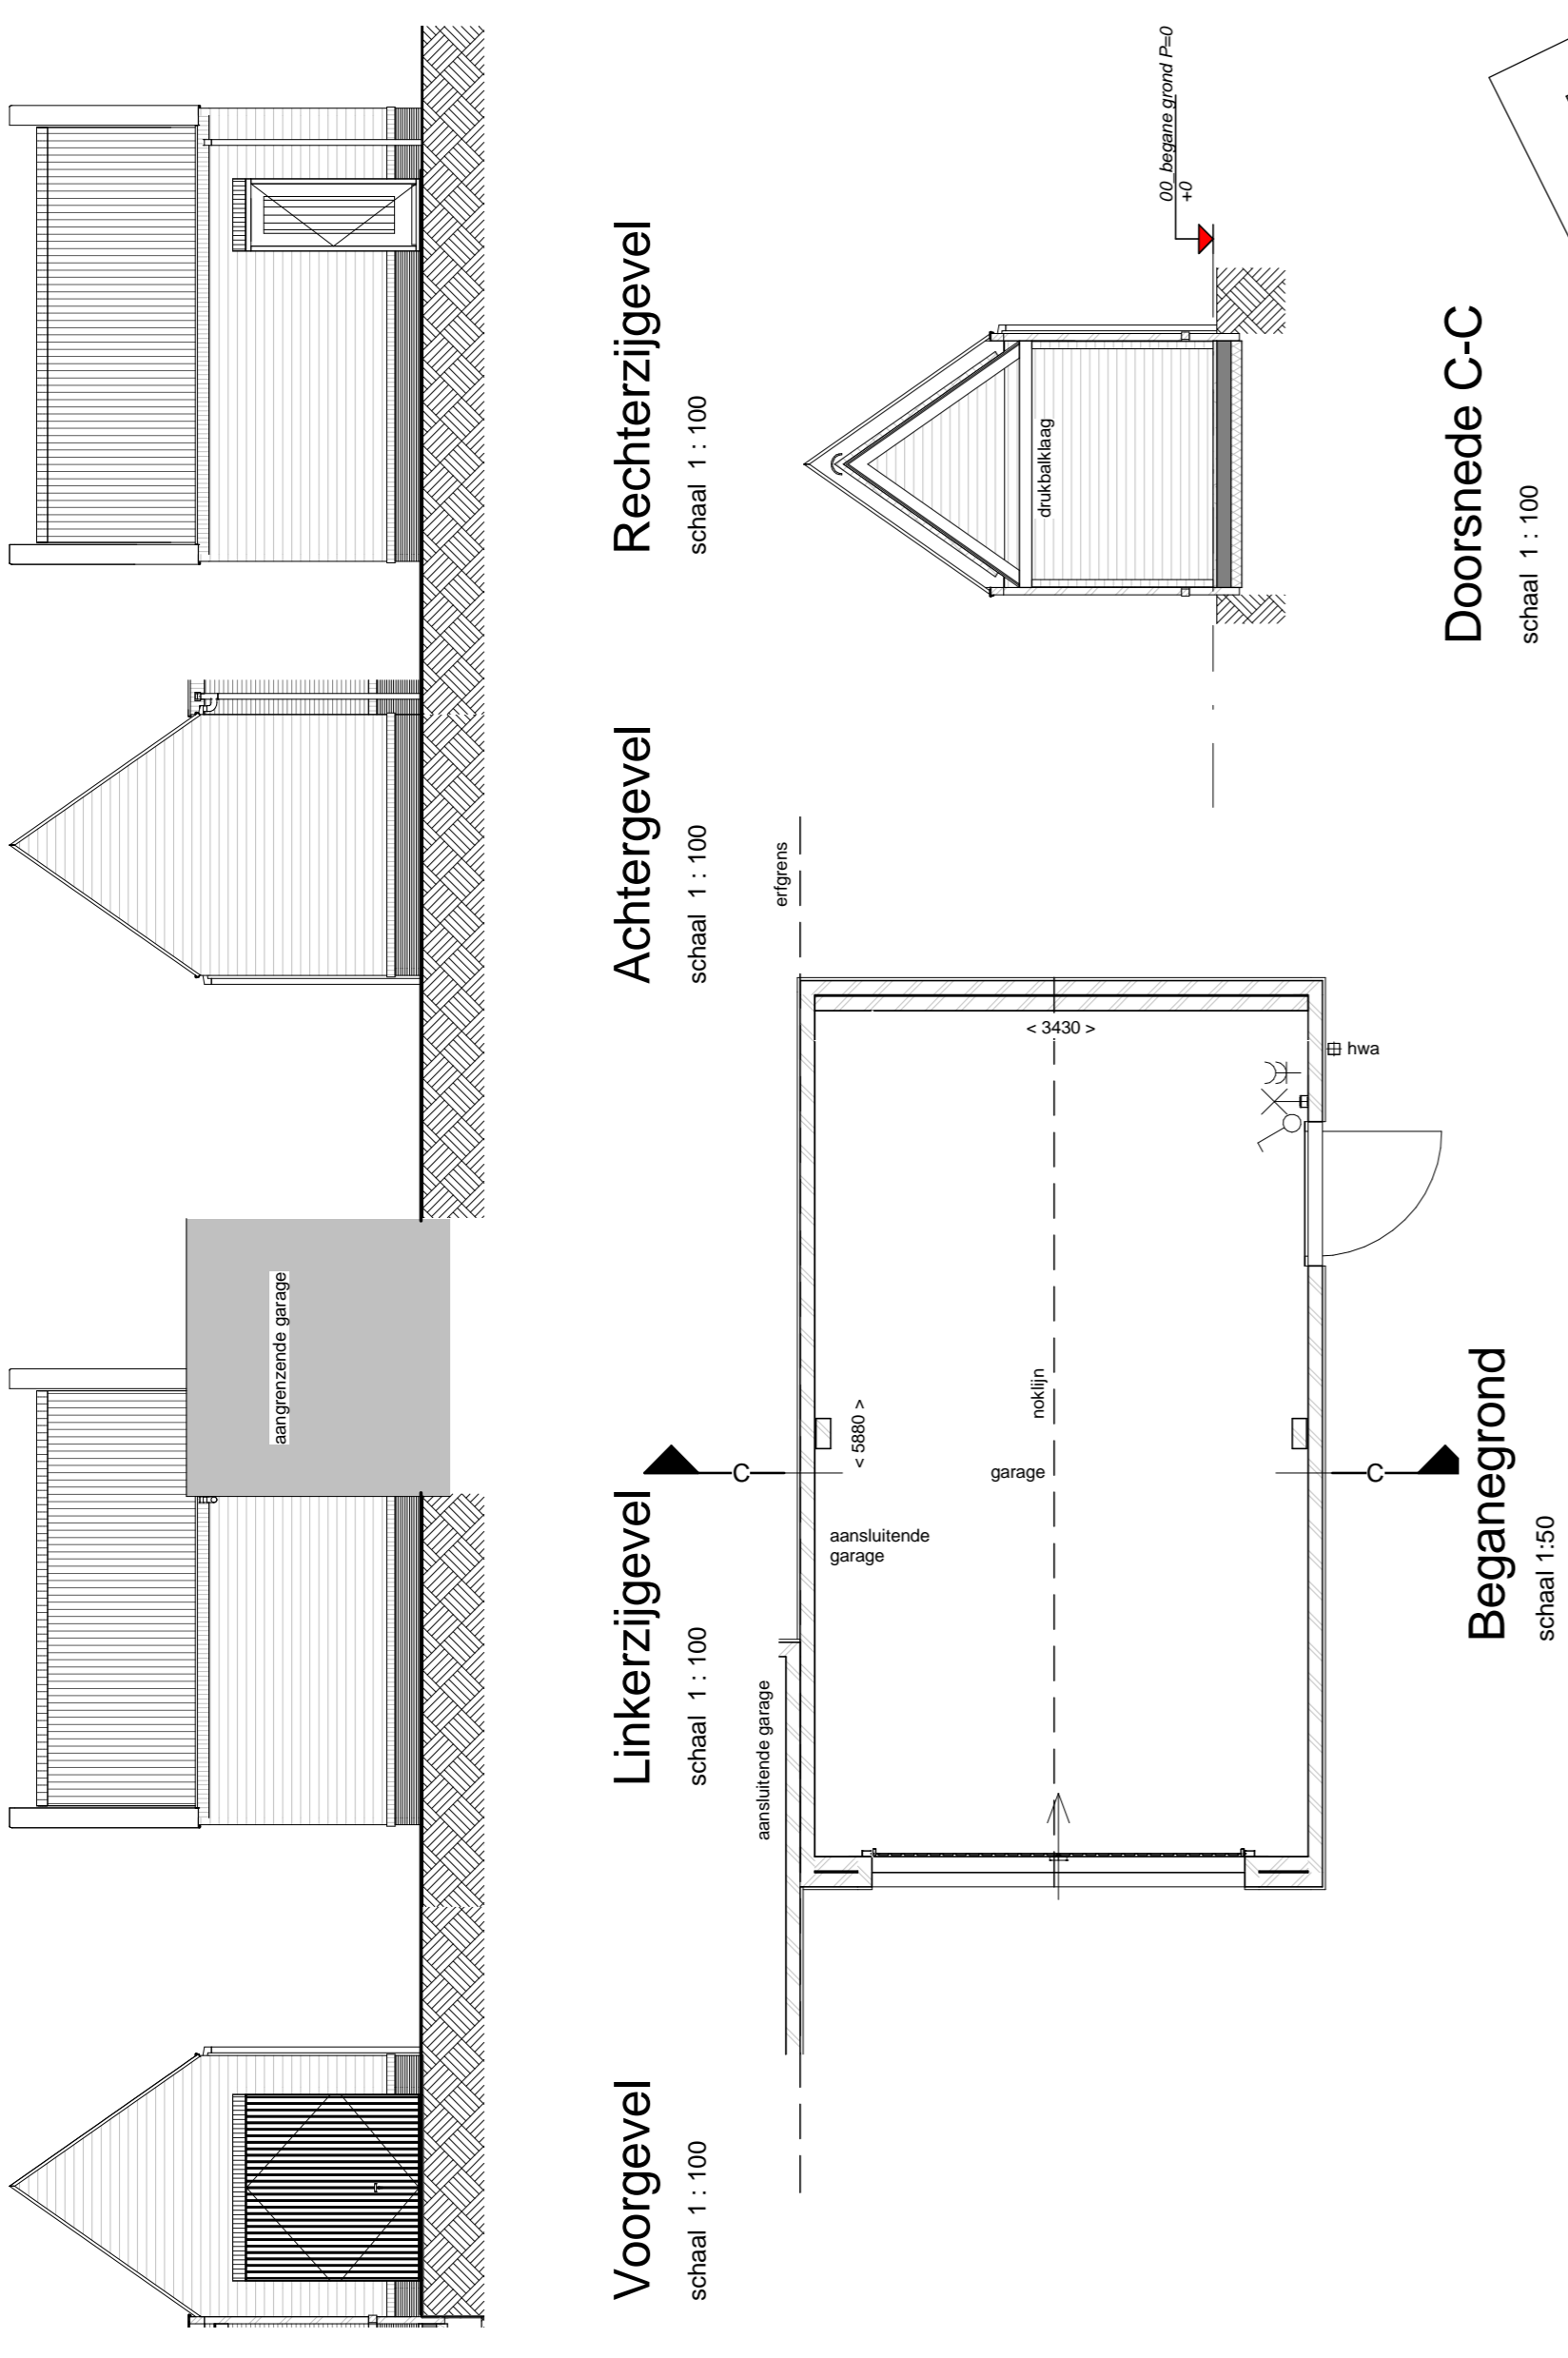 Voorgevel
schaal 1 : 100
Linkerzijgevel
schaal 1 : 100
aangrenzende garage
Achtergevel
schaal 1 : 100
Rechterzijgevel
schaal 1 : 100
erfgrens
aansluitende garage
aansluitende
garage
< 5880 >
garage
noklijn
< 3430 >
hwa
C
C
Beganegrond
schaal 1:50
drukbalklaag
00_begane grond P=0
+0
Doorsnede C-C
schaal 1 : 100